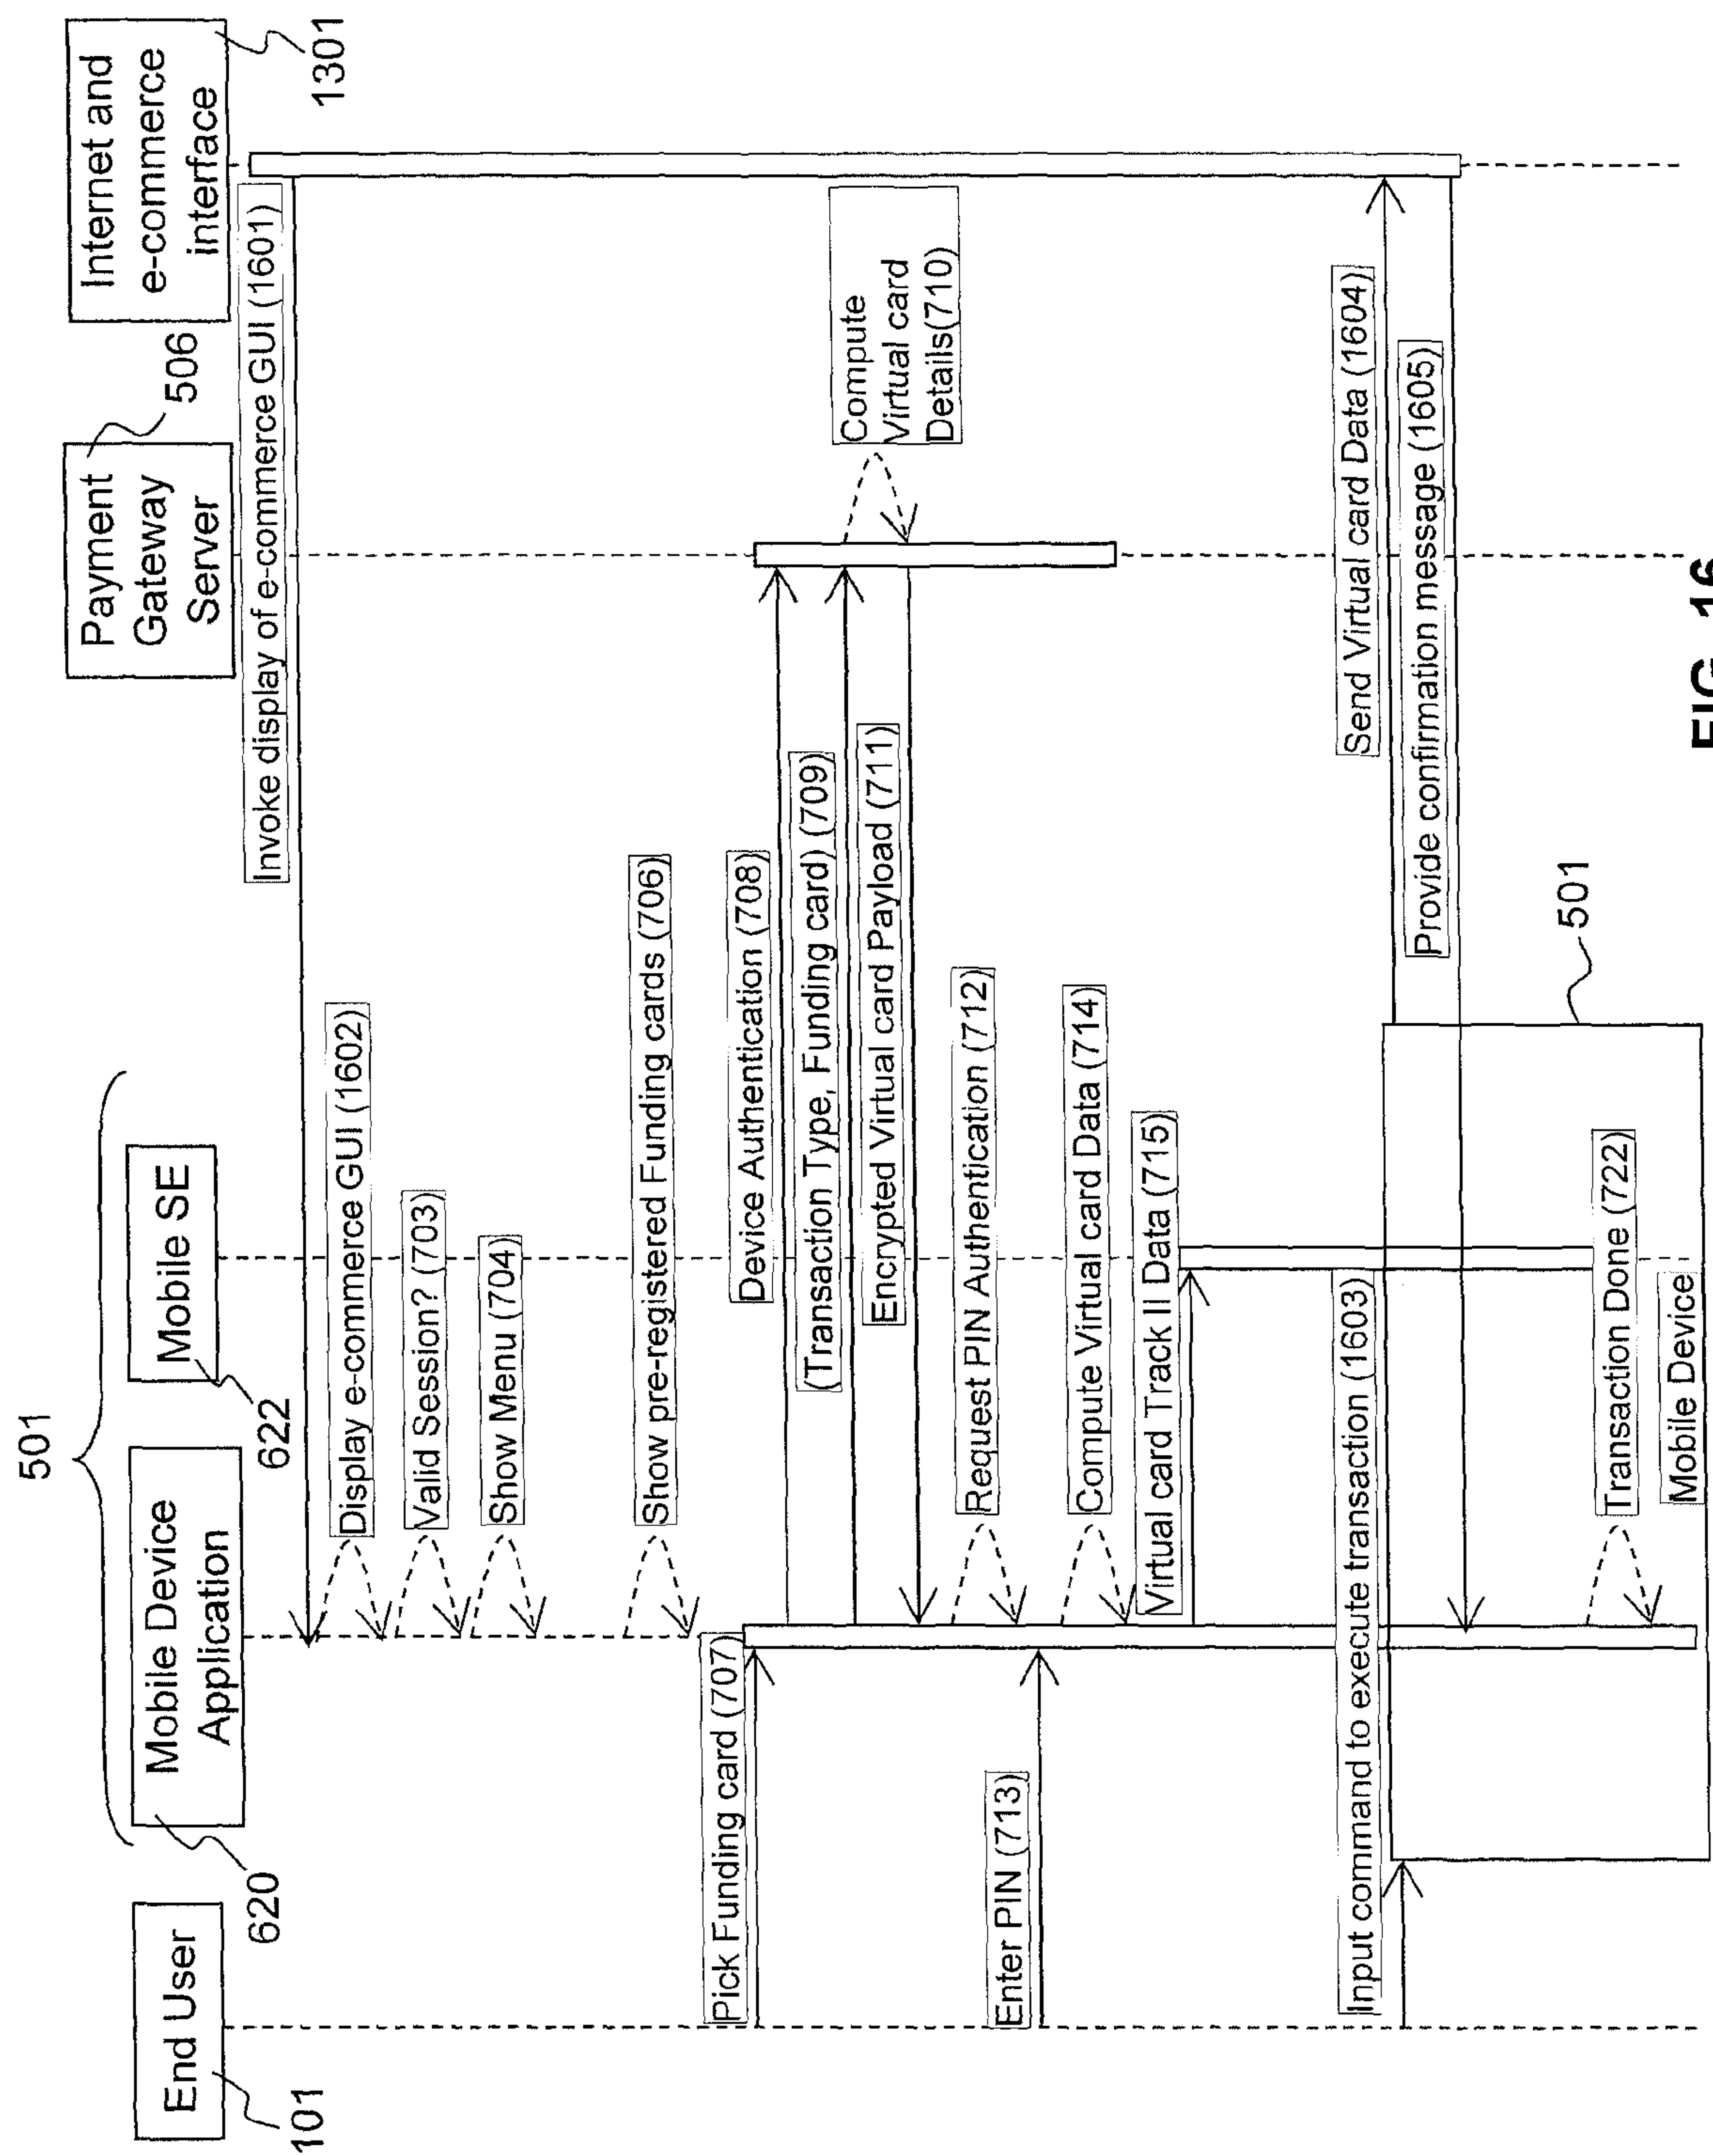 501
End User
101
Mobile Device
Application
620
Mobile SE
622
Payment
Gateway
Server
506
Internet and
e-commerce
interface
1301
Invoke display of e-commerce GUI (1601)
Display e-commerce GUI (1602)
Valid Session? (703)
Show Menu (704)
Show pre-registered Funding cards (706)
Pick Funding card (707)
Device Authentication (708)
(Transaction Type, Funding card) (709)
Compute
Virtual card
Details(710)
Encrypted Virtual card Payload (711)
Request PIN Authentication (712)
Enter PIN (713)
Compute Virtual card Data (714)
Virtual card Track II Data (715)
Input command to execute transaction (1603)
Send Virtual card Data (1604)
Provide confirmation message (1605)
501
Transaction Done (722)
Mobile Device
FIG. 16